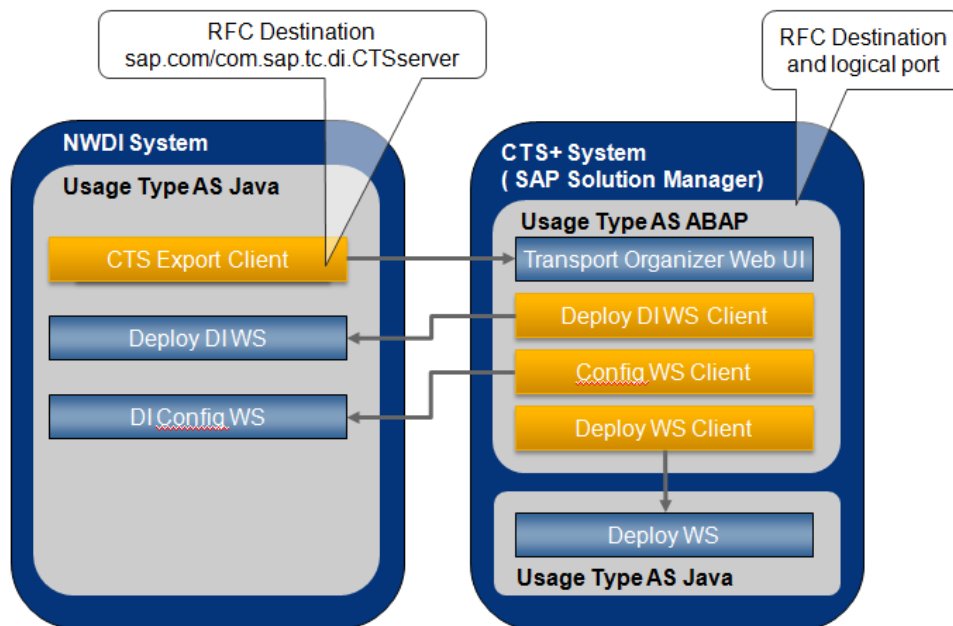 RFC Destination
sap.com/com.sap.tc.di.CTSserver
RFC Destination
and logical port
NWDI System
Usage Type AS Java
CTS Export Client
Deploy DI WS
DI Config WS
CTS+ System
( SAP Solution Manager)
Usage Type AS ABAP
Transport Organizer Web UI
Deploy DI WS Client
Config WS Client
Deploy WS Client
Deploy WS
Usage Type AS Java